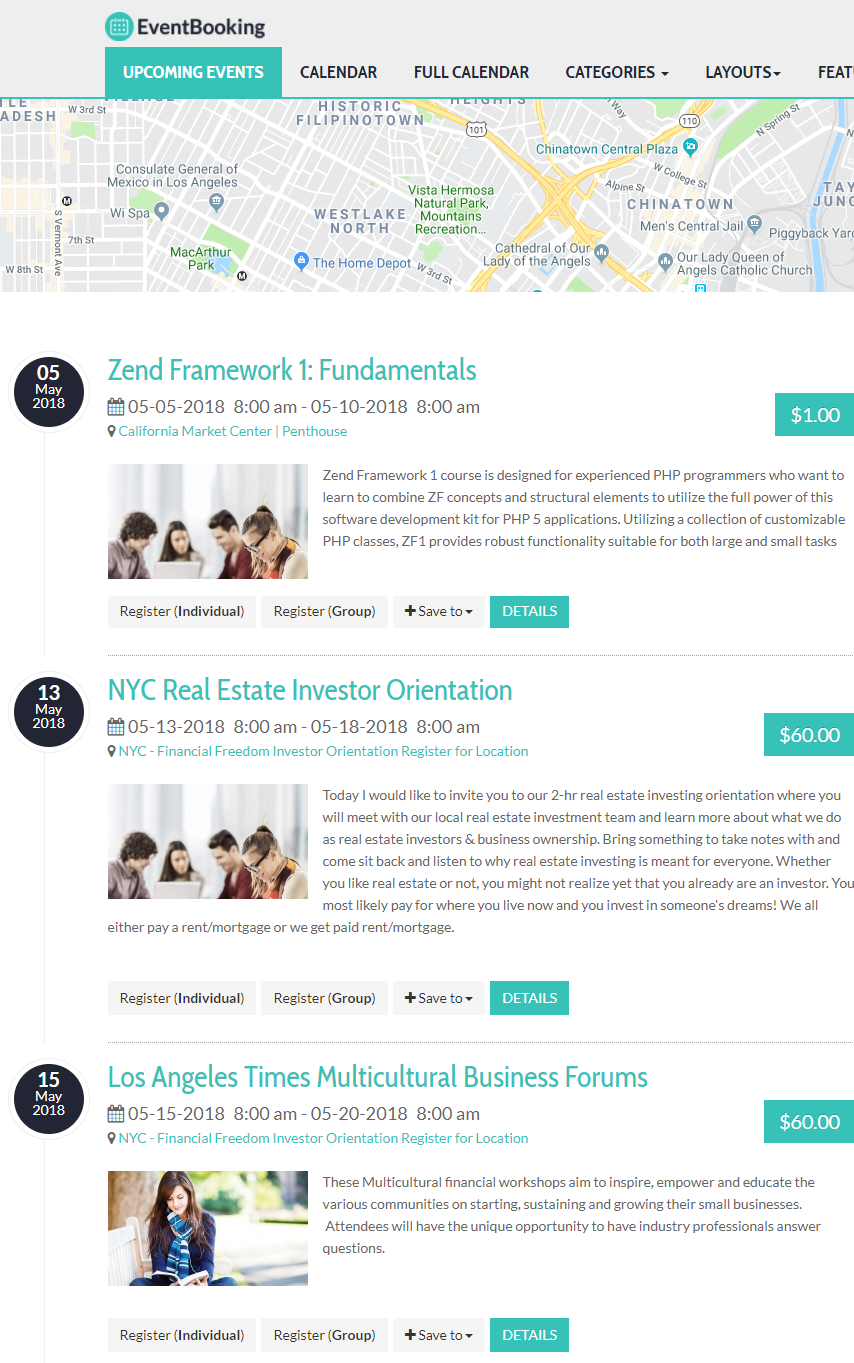 EventBooking
UPCOMING EVENTS CALENDAR FULL CALENDAR CATEGORIES LAYOUTS
W 3rd St
HISTORIC
FILIPINOTOWN
HEIGHTS
101
110
N Spring St
Chinatown Central Plaza
Consulate General of
Mexico in Los Angeles
W College St
Alpine St
Vista Hermosa
Natural Park,
Mountains
Recreation...
CHINATOWN
Wi Spa
WESTLAKE
NORTH
Men's Central Jail
Piggyback Yard
S Vermont Ave
7th St
MacArthur
Park
Cathedral of Our
Lady of the Angels
The Home Depot
W 3rd St
Our Lady Queen of
Angels Catholic Church
W 8th St
05
May
2018
Zend Framework 1: Fundamentals
05-05-2018 8:00 am - 05-10-2018 8:00 am
$1.00
California Market Center | Penthouse
Zend Framework 1 course is designed for experienced PHP programmers who want to
learn to combine ZF concepts and structural elements to utilize the full power of this
software development kit for PHP 5 applications. Utilizing a collection of customizable
PHP classes, ZF1 provides robust functionality suitable for both large and small tasks
Register (Individual) Register (Group) Save to DETAILS
13
May
2018
NYC Real Estate Investor Orientation
05-13-2018 8:00 am - 05-18-2018 8:00 am
$60.00
NYC - Financial Freedom Investor Orientation Register for Location
Today I would like to invite you to our 2-hr real estate investing orientation where you
will meet with our local real estate investment team and learn more about what we do
as real estate investors & business ownership. Bring something to take notes with and
come sit back and listen to why real estate investing is meant for everyone. Whether
you like real estate or not, you might not realize yet that you already are an investor. You
most likely pay for where you live now and you invest in someone's dreams! We all
either pay a rent/mortgage or we get paid rent/mortgage.
Register (Individual) Register (Group) Save to DETAILS
15
May
2018
Los Angeles Times Multicultural Business Forums
05-15-2018 8:00 am - 05-20-2018 8:00 am
$60.00
NYC - Financial Freedom Investor Orientation Register for Location
These Multicultural financial workshops aim to inspire, empower and educate the
various communities on starting, sustaining and growing their small businesses.
Attendees will have the unique opportunity to have industry professionals answer
questions.
Register (Individual) Register (Group) Save to DETAILS